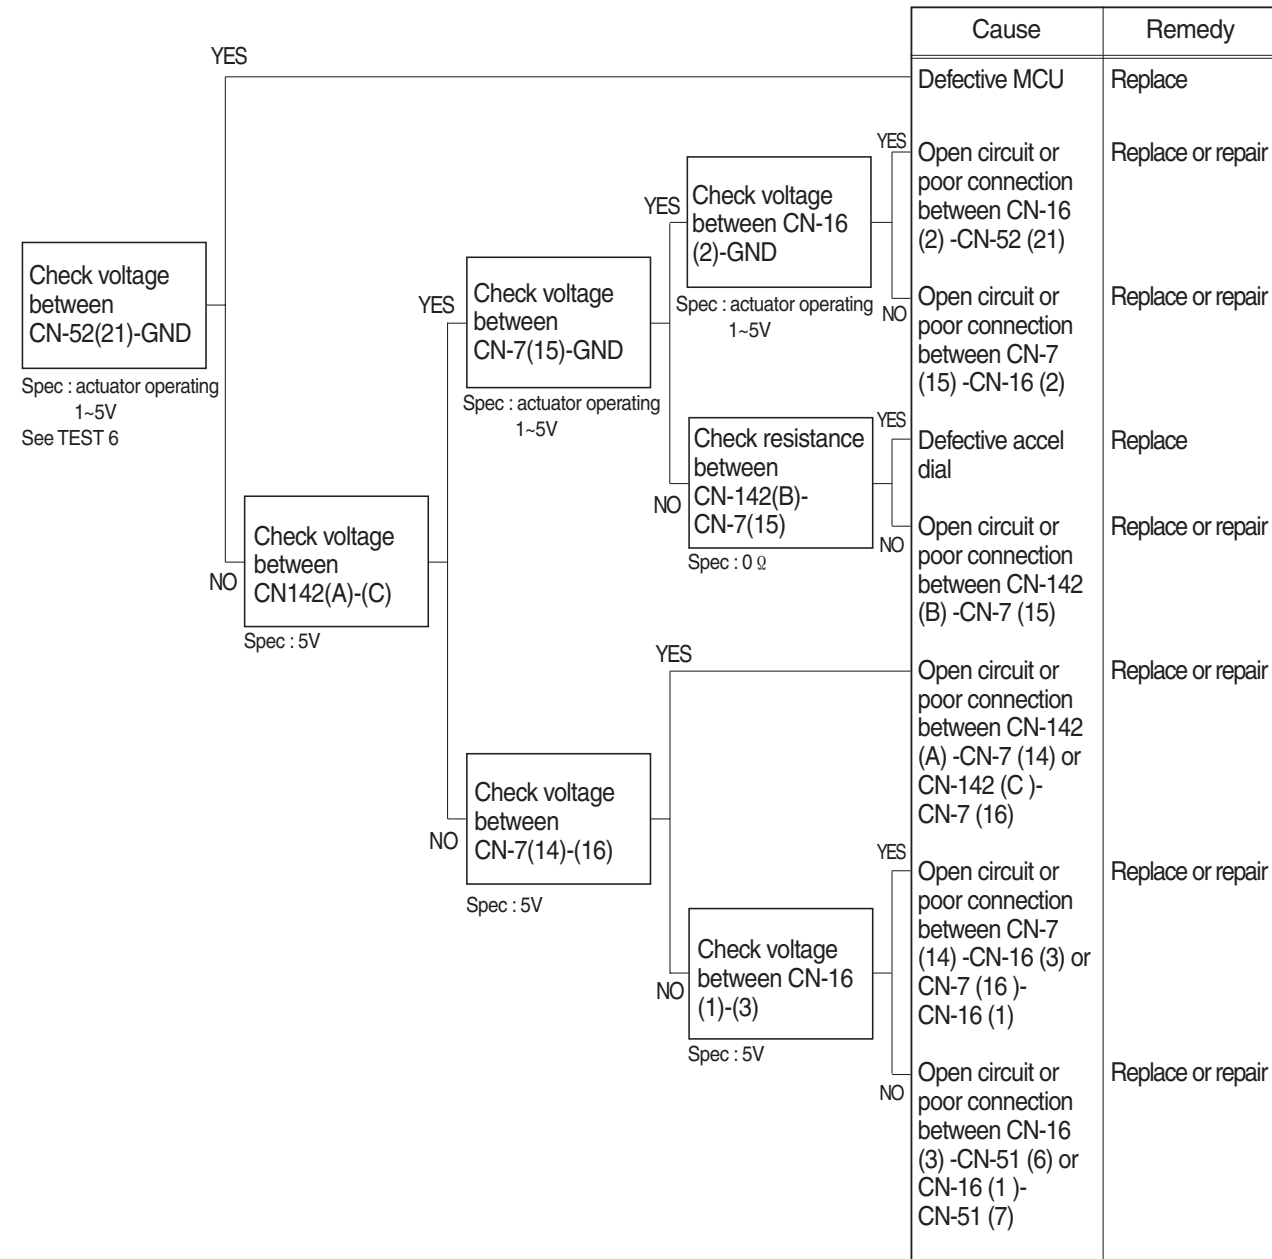 Cause
Remedy
YES
Defective MCU
Replace
Check voltage
between
CN-52(21)-GND
Spec : actuator operating
1~5V
See TEST 6
NO
Check voltage
between
CN142(A)-(C)
Spec : 5V
YES
Check voltage
between
CN-7(15)-GND
Spec : actuator operating
1~5V
YES
Check voltage
between CN-16
(2)-GND
Spec : actuator operating
1~5V
YES
Open circuit or
poor connection
between CN-16
(2) -CN-52 (21)
Replace or repair
NO
Open circuit or
poor connection
between CN-7
(15) -CN-16 (2)
Replace or repair
NO
Check resistance
between
CN-142(B)-
CN-7(15)
Spec : 0 Ω
YES
Defective accel
dial
Replace
NO
Open circuit or
poor connection
between CN-142
(B) -CN-7 (15)
Replace or repair
NO
Check voltage
between
CN-7(14)-(16)
Spec : 5V
YES
Open circuit or
poor connection
between CN-142
(A) -CN-7 (14) or
CN-142 (C )-
CN-7 (16)
Replace or repair
NO
Check voltage
between CN-16
(1)-(3)
Spec : 5V
YES
Open circuit or
poor connection
between CN-7
(14) -CN-16 (3) or
CN-7 (16 )-
CN-16 (1)
Replace or repair
NO
Open circuit or
poor connection
between CN-16
(3) -CN-51 (6) or
CN-16 (1 )-
CN-51 (7)
Replace or repair